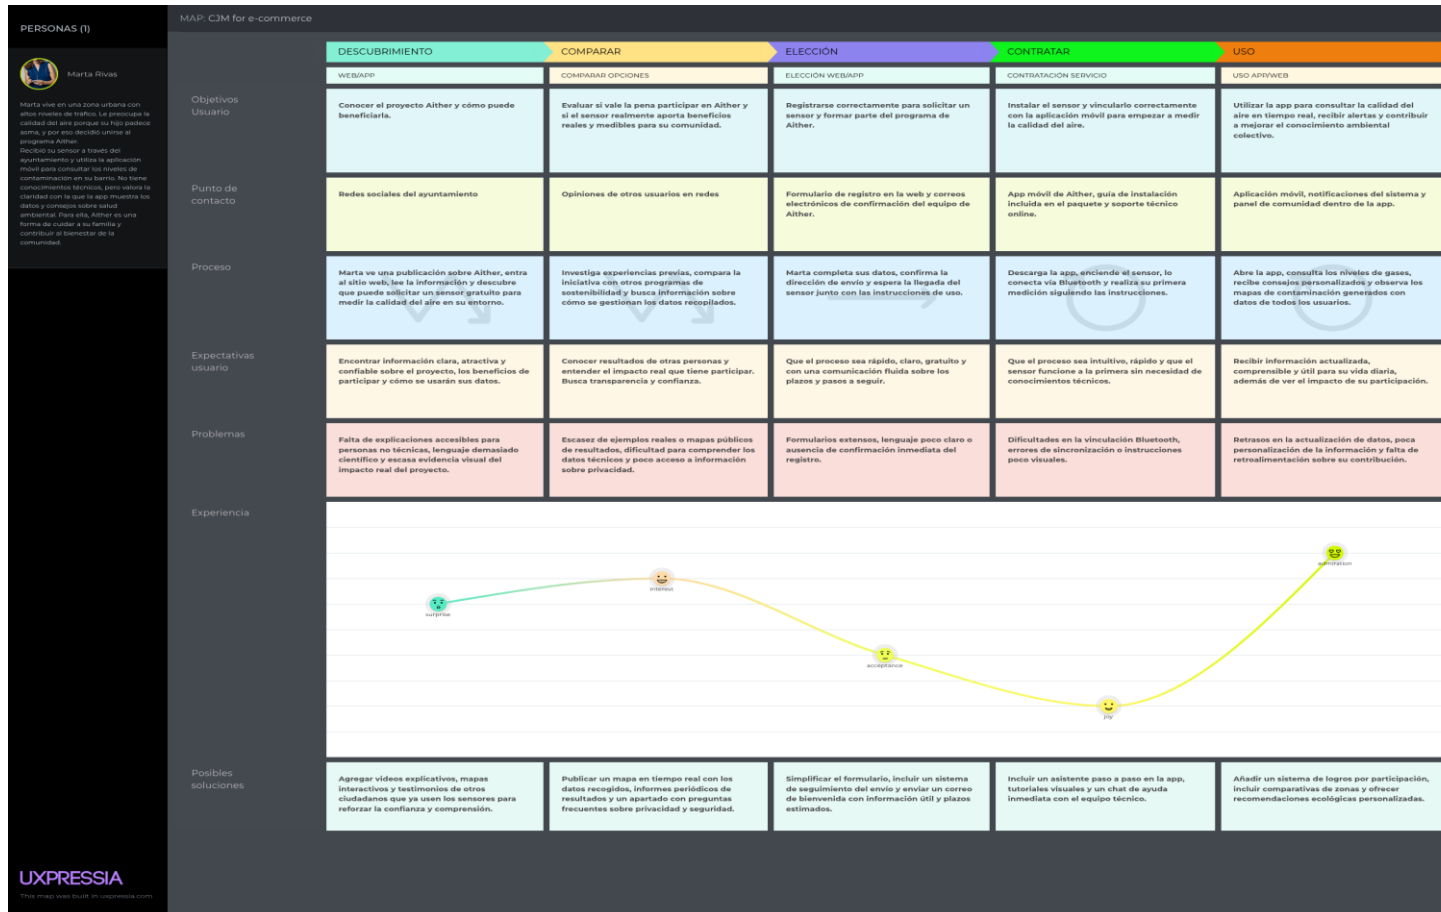 PERSONAS (1)
Marta Rivas
Marta vive en una zona urbana con
altos niveles de tráfico. Le preocupa la
calidad del aire porque su hijo padece
asma, y por eso decidió unirse al
programa Aither.
Recibió su sensor a través del
ayuntamiento y utiliza la aplicación
móvil para consultar los niveles de
contaminación en su barrio. No tiene
conocimientos técnicos, pero valora la
claridad con la que la app muestra los
datos y consejos sobre salud
ambiental. Para ella, Aither es una
forma de cuidar a su familia y
contribuir al bienestar de la
comunidad.
MAP: CJM for e-commerce
DESCUBRIMIENTO
COMPARAR
ELECCIÓN
CONTRATAR
USO
WEB/APP
COMPARAR OPCIONES
ELECCIÓN WEB/APP
CONTRATACIÓN SERVICIO
USO APP/WEB
Objetivos
Usuario
Conocer el proyecto Aither y cómo puede
beneficiarla.
Evaluar si vale la pena participar en Aither y
si el sensor realmente aporta beneficios
reales y medibles para su comunidad.
Registrarse correctamente para solicitar un
sensor y formar parte del programa de
Aither.
Instalar el sensor y vincularlo correctamente
con la aplicación móvil para empezar a medir
la calidad del aire.
Utilizar la app para consultar la calidad del
aire en tiempo real, recibir alertas y contribuir
a mejorar el conocimiento ambiental
colectivo.
Punto de
contacto
Redes sociales del ayuntamiento
Opiniones de otros usuarios en redes
Formulario de registro en la web y correos
electrónicos de confirmación del equipo de
Aither.
App móvil de Aither, guía de instalación
incluida en el paquete y soporte técnico
online.
Aplicación móvil, notificaciones del sistema y
panel de comunidad dentro de la app.
Proceso
Marta ve una publicación sobre Aither, entra
al sitio web, lee la información y descubre
que puede solicitar un sensor gratuito para
medir la calidad del aire en su entorno.
Investiga experiencias previas, compara la
iniciativa con otros programas de
sostenibilidad y busca información sobre
cómo se gestionan los datos recopilados.
Marta completa sus datos, confirma la
dirección de envío y espera la llegada del
sensor junto con las instrucciones de uso.
Descarga la app, enciende el sensor, lo
conecta vía Bluetooth y realiza su primera
medición siguiendo las instrucciones.
Abre la app, consulta los niveles de gases,
recibe consejos personalizados y observa los
mapas de contaminación generados con
datos de todos los usuarios.
Expectativas
usuario
Encontrar información clara, atractiva y
confiable sobre el proyecto, los beneficios de
participar y cómo se usarán sus datos.
Conocer resultados de otras personas y
entender el impacto real que tiene participar.
Busca transparencia y confianza.
Que el proceso sea rápido, claro, gratuito y
con una comunicación fluida sobre los
plazos y pasos a seguir.
Que el proceso sea intuitivo, rápido y que el
sensor funcione a la primera sin necesidad de
conocimientos técnicos.
Recibir información actualizada,
comprensible y útil para su vida diaria,
además de ver el impacto de su participación.
Problemas
Falta de explicaciones accesibles para
personas no técnicas, lenguaje demasiado
científico y escasa evidencia visual del
impacto real del proyecto.
Escasez de ejemplos reales o mapas públicos
de resultados, dificultad para comprender los
datos técnicos y poco acceso a información
sobre privacidad.
Formularios extensos, lenguaje poco claro o
ausencia de confirmación inmediata del
registro.
Dificultades en la vinculación Bluetooth,
errores de sincronización o instrucciones
poco visuales.
Retrasos en la actualización de datos, poca
personalización de la información y falta de
retroalimentación sobre su contribución.
Experiencia
surprise
interest
acceptance
joy
admiration
Posibles
soluciones
Agregar videos explicativos, mapas
interactivos y testimonios de otros
ciudadanos que ya usen los sensores para
reforzar la confianza y comprensión.
Publicar un mapa en tiempo real con los
datos recogidos, informes periódicos de
resultados y un apartado con preguntas
frecuentes sobre privacidad y seguridad.
Simplificar el formulario, incluir un sistema
de seguimiento del envío y enviar un correo
de bienvenida con información útil y plazos
estimados.
Incluir un asistente paso a paso en la app,
tutoriales visuales y un chat de ayuda
inmediata con el equipo técnico.
Añadir un sistema de logros por participación,
incluir comparativas de zonas y ofrecer
recomendaciones ecológicas personalizadas.
UXPRESSIA
This map was built in uxpressia.com